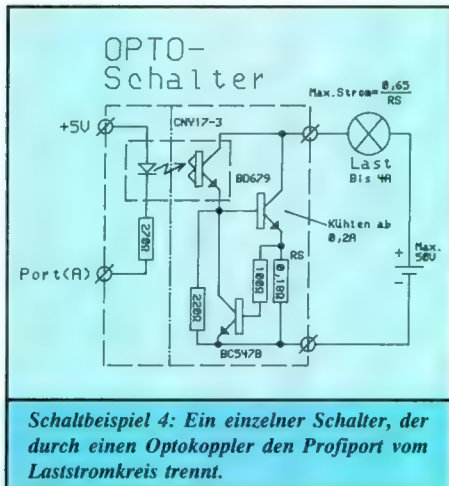 OPTO-
Schalter
Max.Strom=0,65
RS
+5V
CNY17-3
Last
Bis 4A
BD679
Kühlen ab
0,2A
270Ω
RS
+
Max.
50V
-
Port(A)
220Ω
100Ω
0,18Ω
BC547B
Schaltbeispiel 4: Ein einzelner Schalter, der
durch einen Optokoppler den Profiport vom
Laststromkreis trennt.